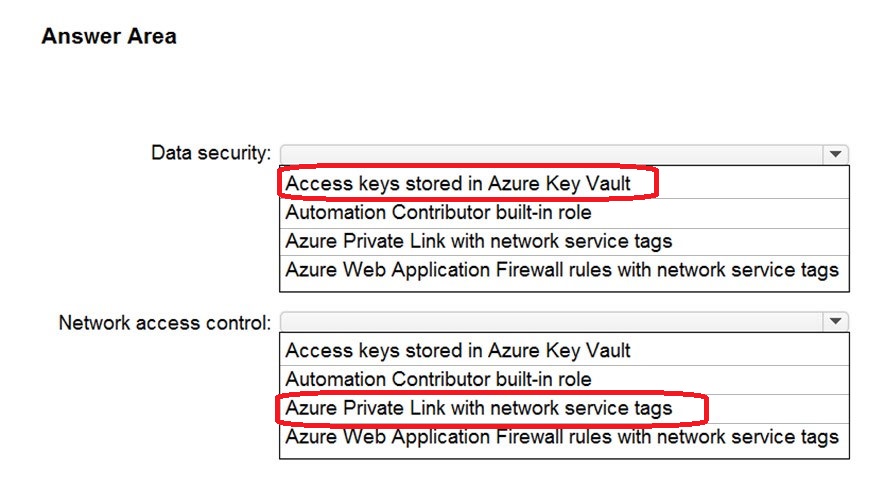 Answer Area
Data security:
Access keys stored in Azure Key Vault
Automation Contributor built-in role
Azure Private Link with network service tags
Azure Web Application Firewall rules with network service tags
Network access control:
Access keys stored in Azure Key Vault
Automation Contributor built-in role
Azure Private Link with network service tags
Azure Web Application Firewall rules with network service tags